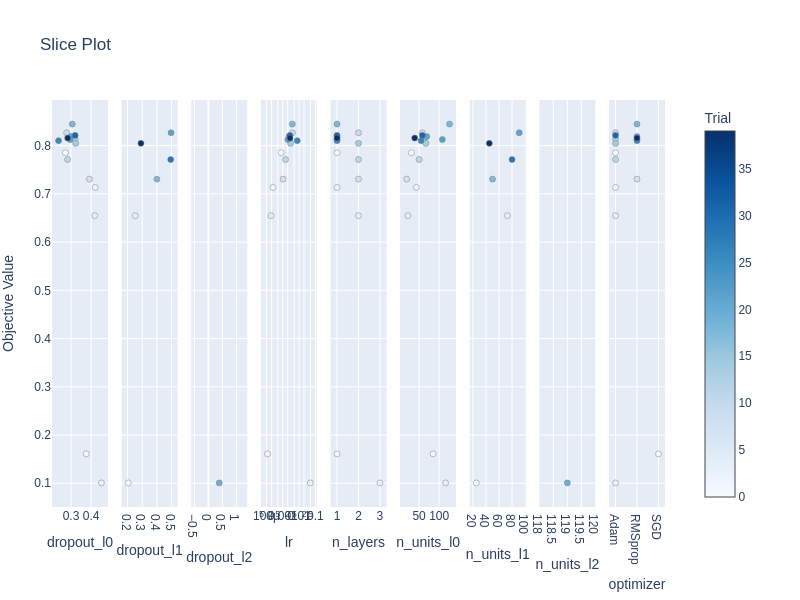 Slice Plot
Trial
Objective Value
0.8
0.7
0.6
0.5
0.4
0.3
0.2
0.1
35
30
25
20
15
10
5
0
0.3 0.4
dropout_l0
0.2 0.3 0.4 0.5
dropout_l1
−0.5 0 0.5 1
dropout_l2
0.1
lr
1 2 3
n_layers
50 100
n_units_l0
20 40 60 80 100
n_units_l1
118 118.5 119 119.5 120
n_units_l2
Adam RMSprop SGD
optimizer